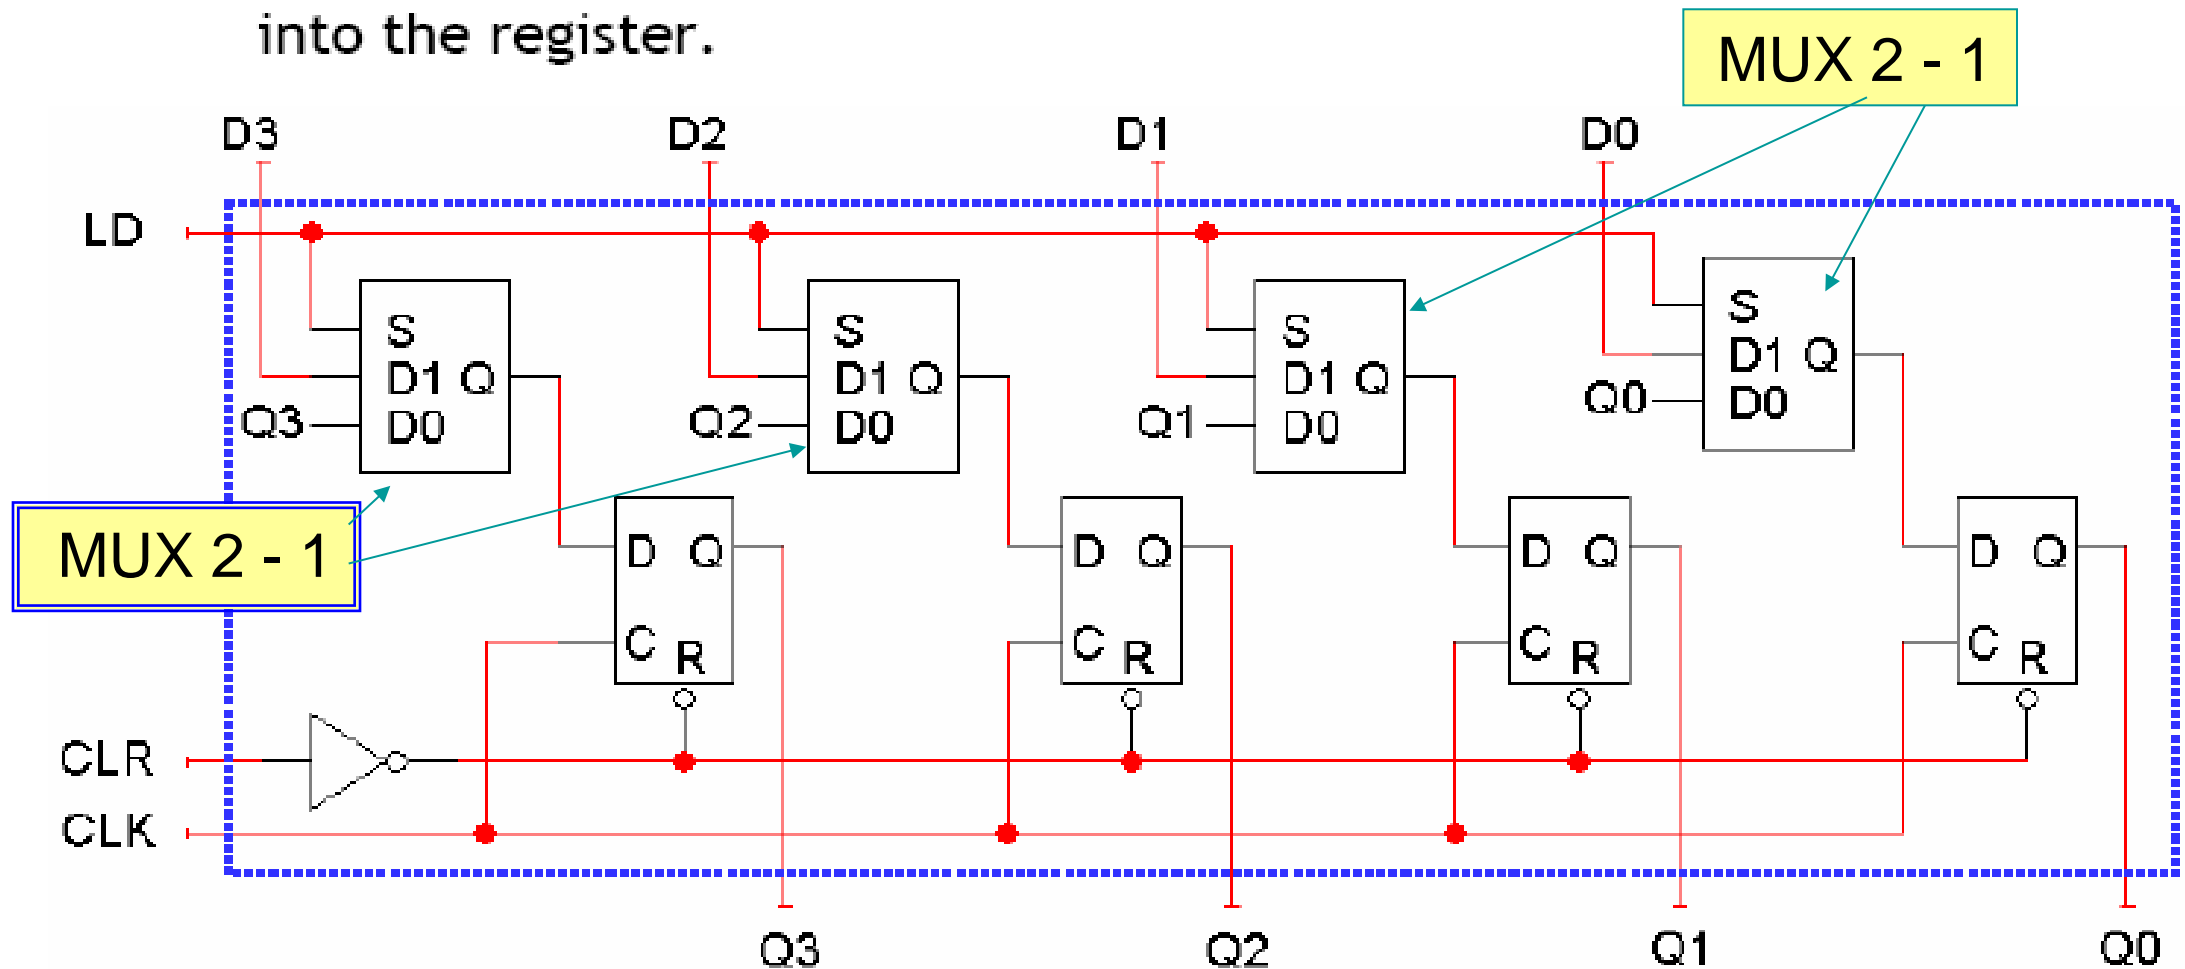 into the register.
MUX 2 - 1
D3 D2 D1 D0
LD
S S S S
D1 Q D1 Q D1 Q D1 Q
Q3 D0 Q2 D0 Q1 D0 Q0 D0
MUX 2 - 1
D Q D Q D Q D Q
C R C R C R C R
CLR
CLK
Q3 Q2 Q1 Q0